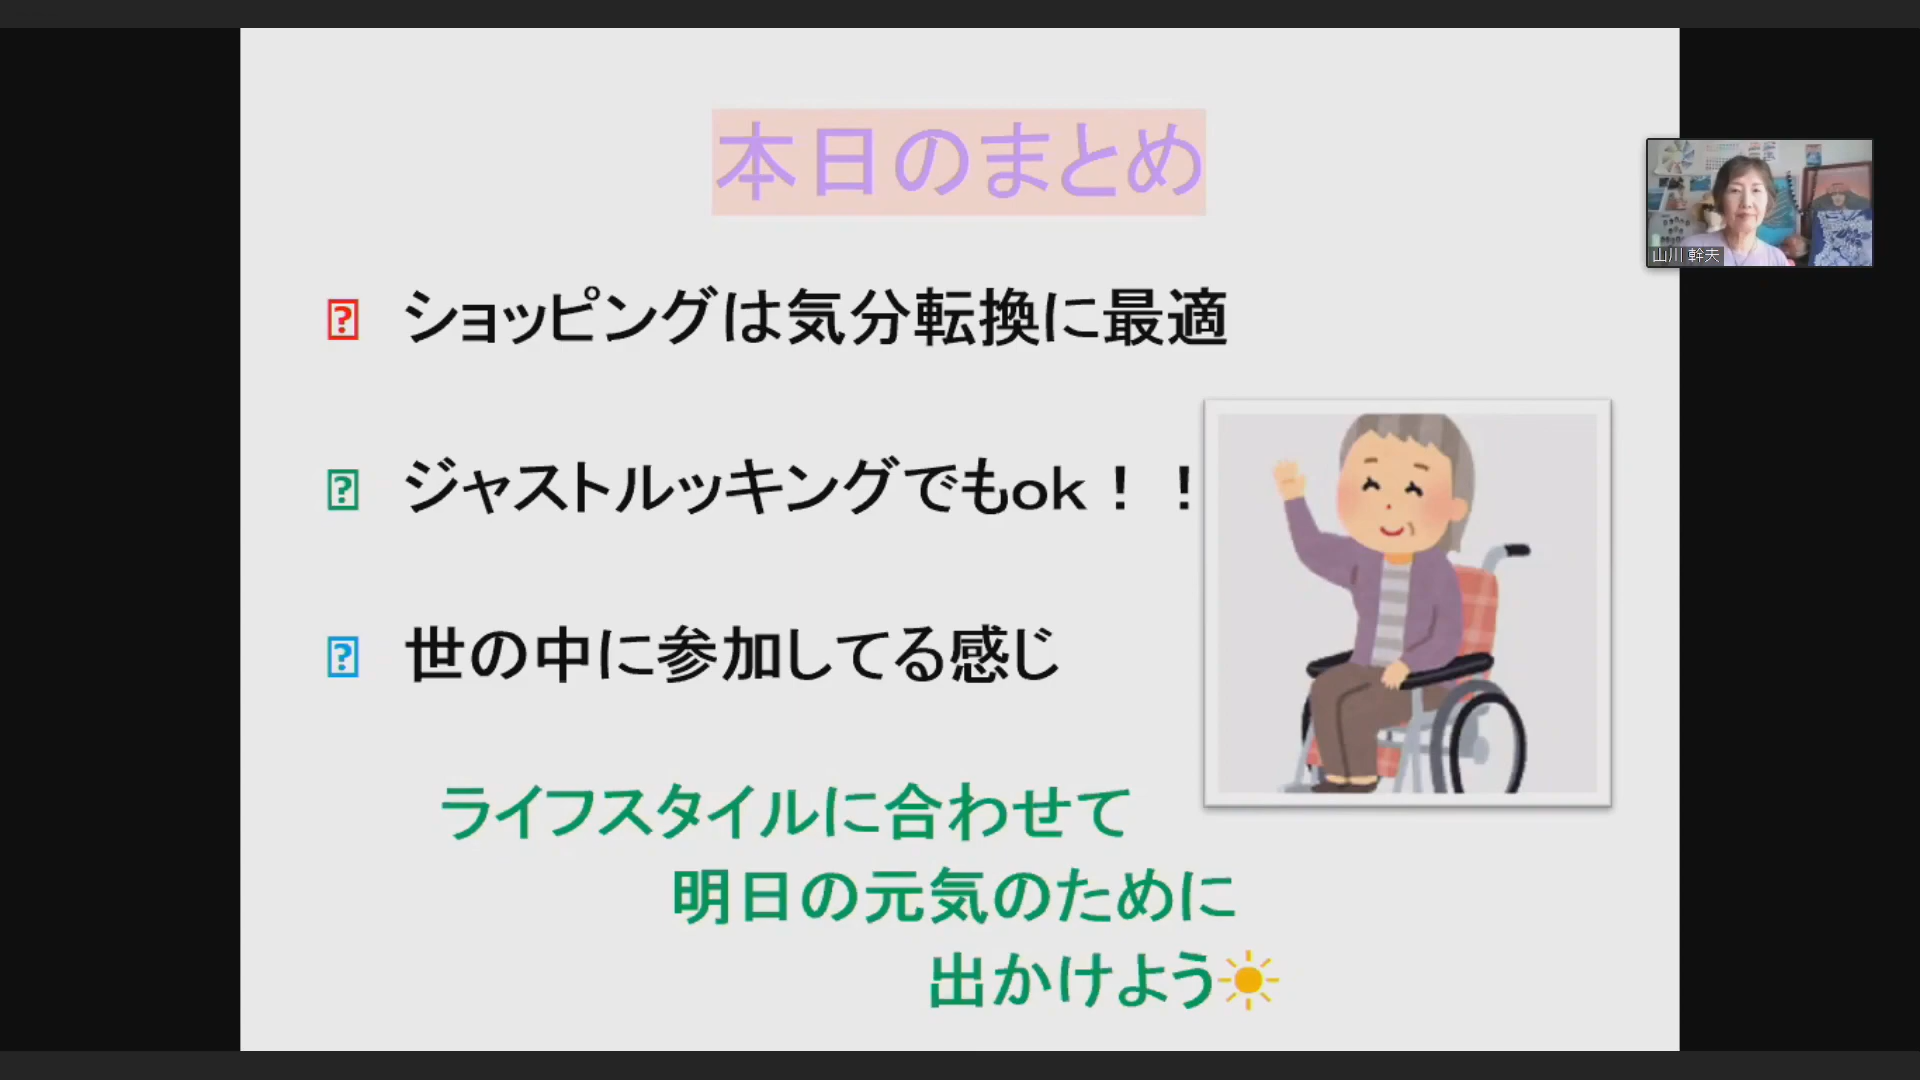 本日のまとめ
ショッピングは気分転換に最適
山川 幹夫
ジャストルッキングでもok！！
世の中に参加してる感じ
ライフスタイルに合わせて
明日の元気のために
出かけよう☀